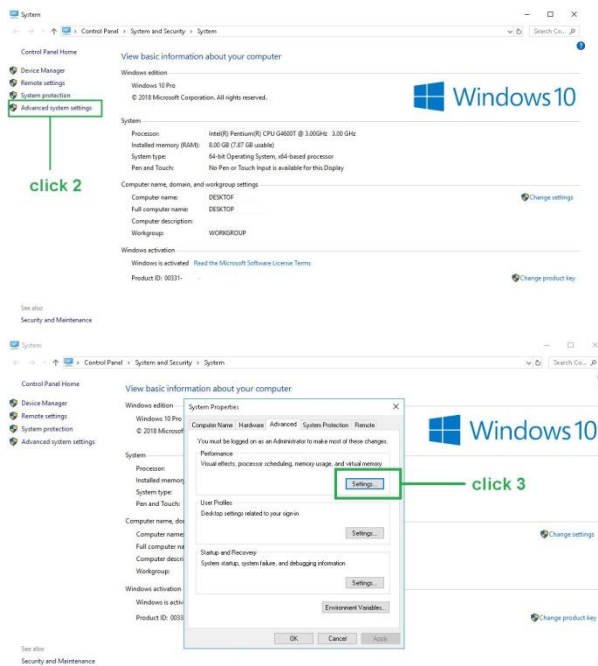 System
Control Panel > System and Security > System
Search Co...
Control Panel Home
Device Manager
Remote settings
System protection
Advanced system settings
click 2
View basic information about your computer
Windows edition
Windows 10 Pro
© 2018 Microsoft Corporation. All rights reserved.
Windows 10
System
Processor: Intel(R) Pentium(R) CPU G4600T @ 3.00GHz 3.00 GHz
Installed memory (RAM): 8,00 GB (7,87 GB usable)
System type: 64-bit Operating System, x64-based processor
Pen and Touch: No Pen or Touch Input is available for this Display
Computer name, domain, and workgroup settings
Computer name: DESKTOP
Change settings
Full computer name: DESKTOP
Computer description:
Workgroup: WORKGROUP
Windows activation
Windows is activated Read the Microsoft Software License Terms
Product ID: 00331-
Change product key
See also
Security and Maintenance
System
Control Panel > System and Security > System
Search Co...
Control Panel Home
Device Manager
Remote settings
System protection
Advanced system settings
View basic information about your computer
Windows edition
Windows 10 Pro
© 2018 Microsof
Windows 10
System
Processor:
Installed memory
System type:
Pen and Touch:
Computer name, do
Computer name
Full computer na
Computer descri
Workgroup:
Windows activation
Windows is activ
Product ID: 0033
Change settings
Change product key
System Properties
Computer Name Hardware Advanced System Protection Remote
You must be logged on as an Administrator to make most of these changes.
Performance
Visual effects, processor scheduling, memory usage, and virtual memory
Settings...
click 3
User Profiles
Desktop settings related to your sign-in
Settings...
Startup and Recovery
System startup, system failure, and debugging information
Settings...
Environment Variables...
OK Cancel Apply
See also
Security and Maintenance